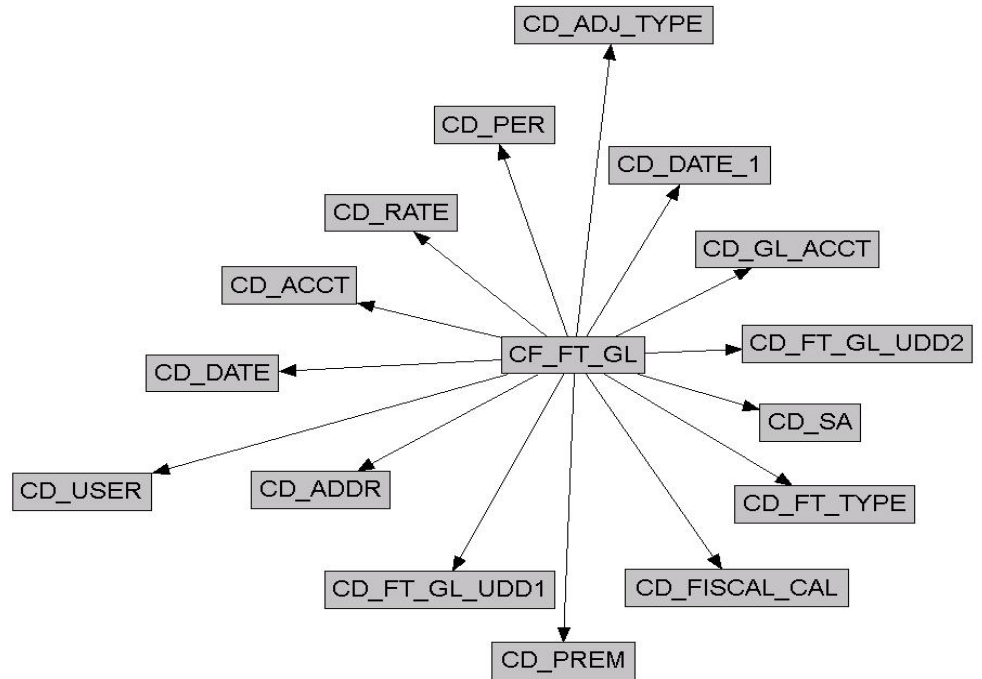 CD_ADJ_TYPE
CD_PER
CD_DATE_1
CD_RATE
CD_GL_ACCT
CD_ACCT
CD_FT_GL_UDD2
CF_FT_GL
CD_DATE
CD_SA
CD_USER
CD_ADDR
CD_FT_TYPE
CD_FT_GL_UDD1
CD_FISCAL_CAL
CD_PREM